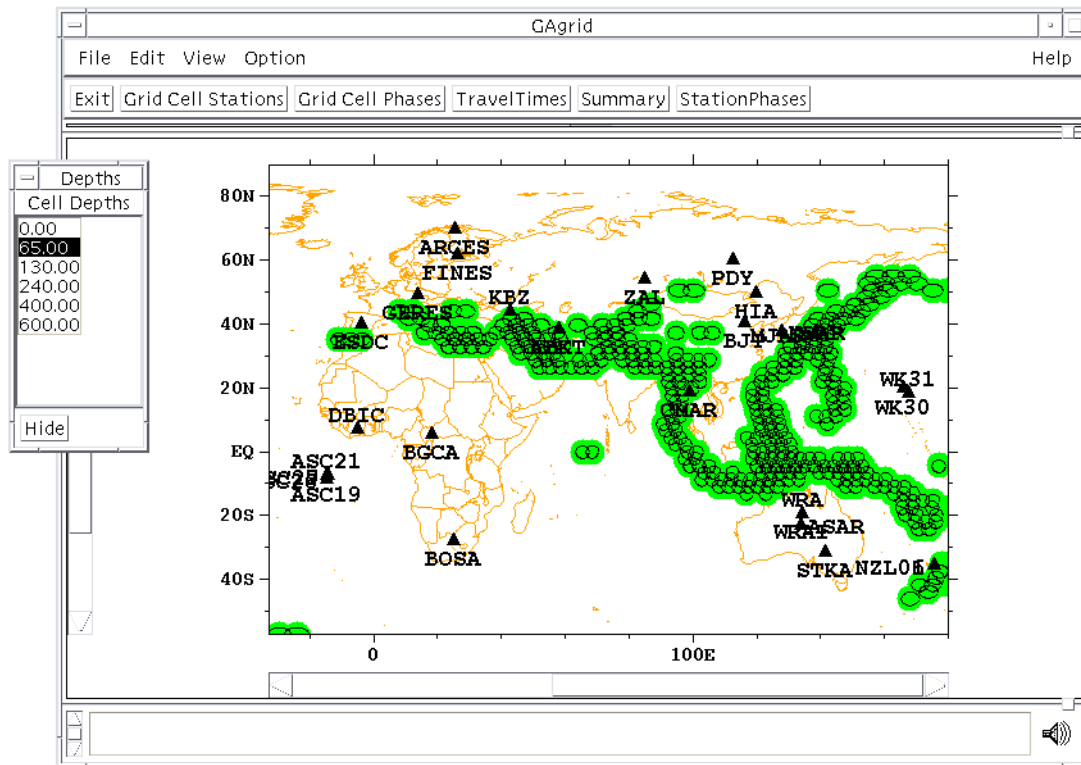 GAgrid
File Edit View Option Help
Exit Grid Cell Stations Grid Cell Phases TravelTimes Summary StationPhases
Depths
Cell Depths
0.00
65.00
130.00
240.00
400.00
600.00
Hide
80N
60N
40N
20N
EQ
20S
40S
0
100E
ARCES
FINES
PDY
KBZ
ZAL
GERES
HIA
ESDC
BJT
WK31
CMAR
WK30
DBIC
BGCA
ASC21
ASC19
WRA
ASAR
WRAT
BOSA
STKA